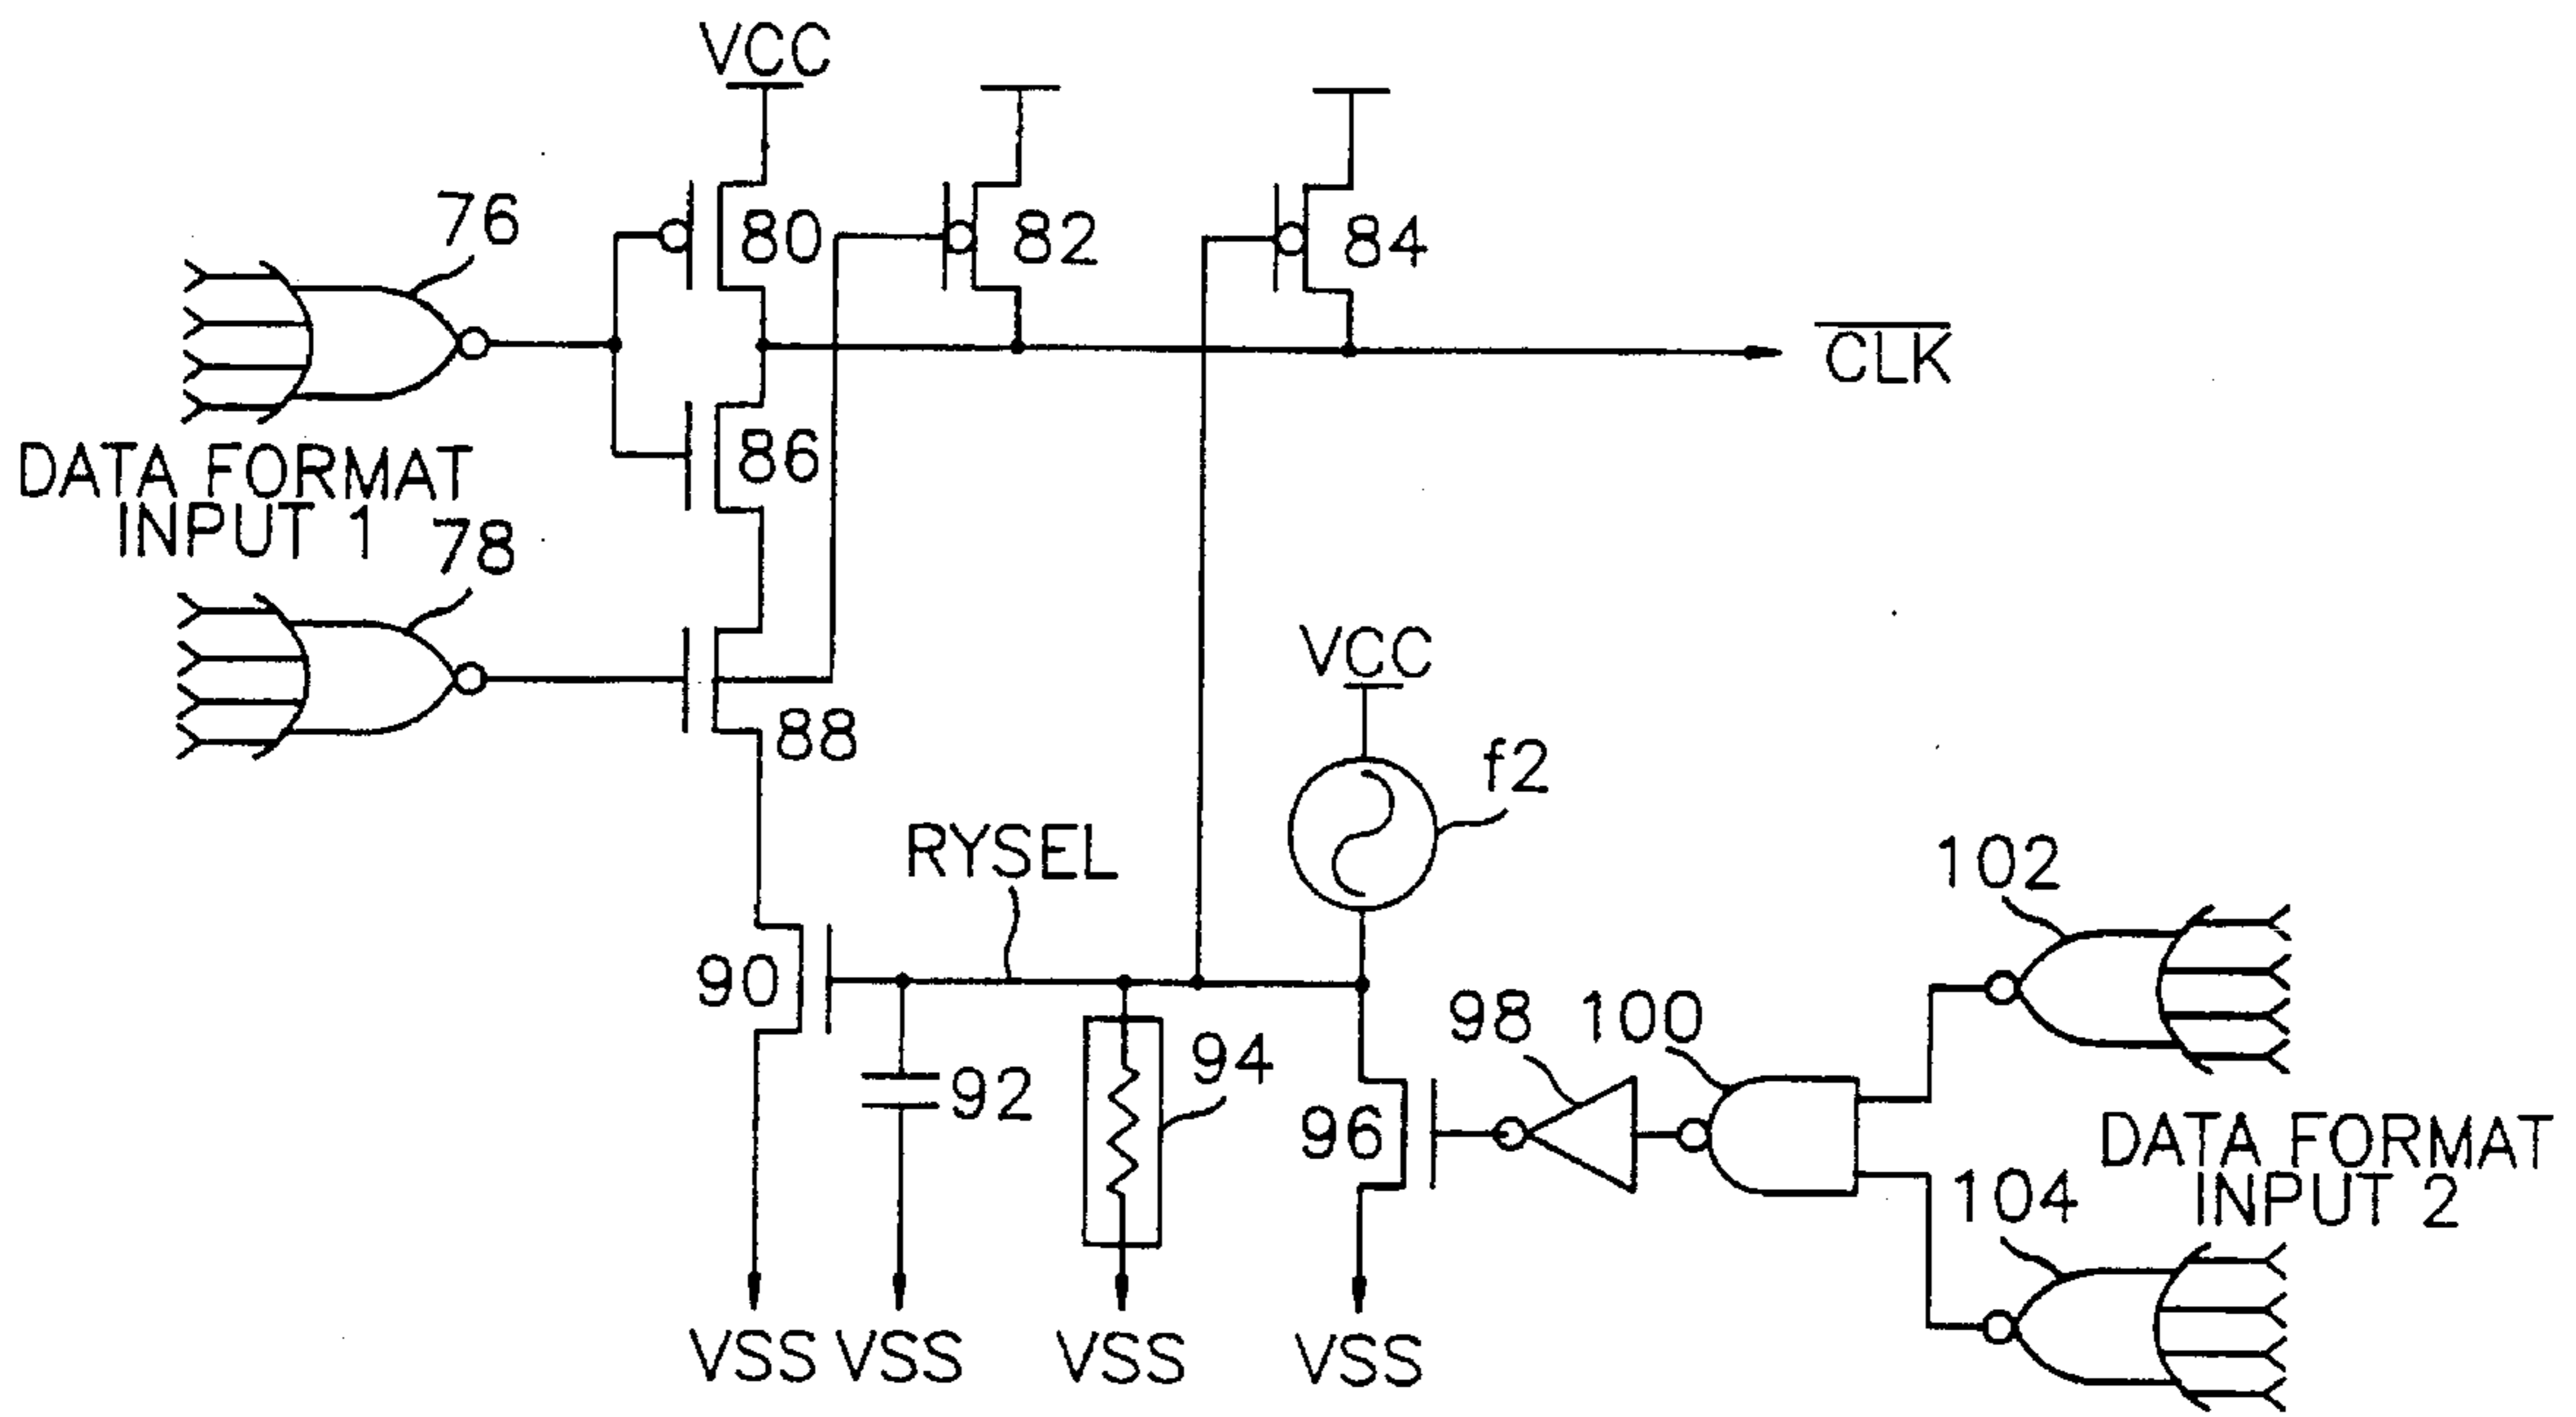 VCC
76
80
82
84
CLK
DATA FORMAT
INPUT 1
86
78
88
VCC
f2
RYSEL
102
90
98
100
94
92
96
DATA FORMAT
INPUT 2
104
VSS
VSS
VSS
VSS